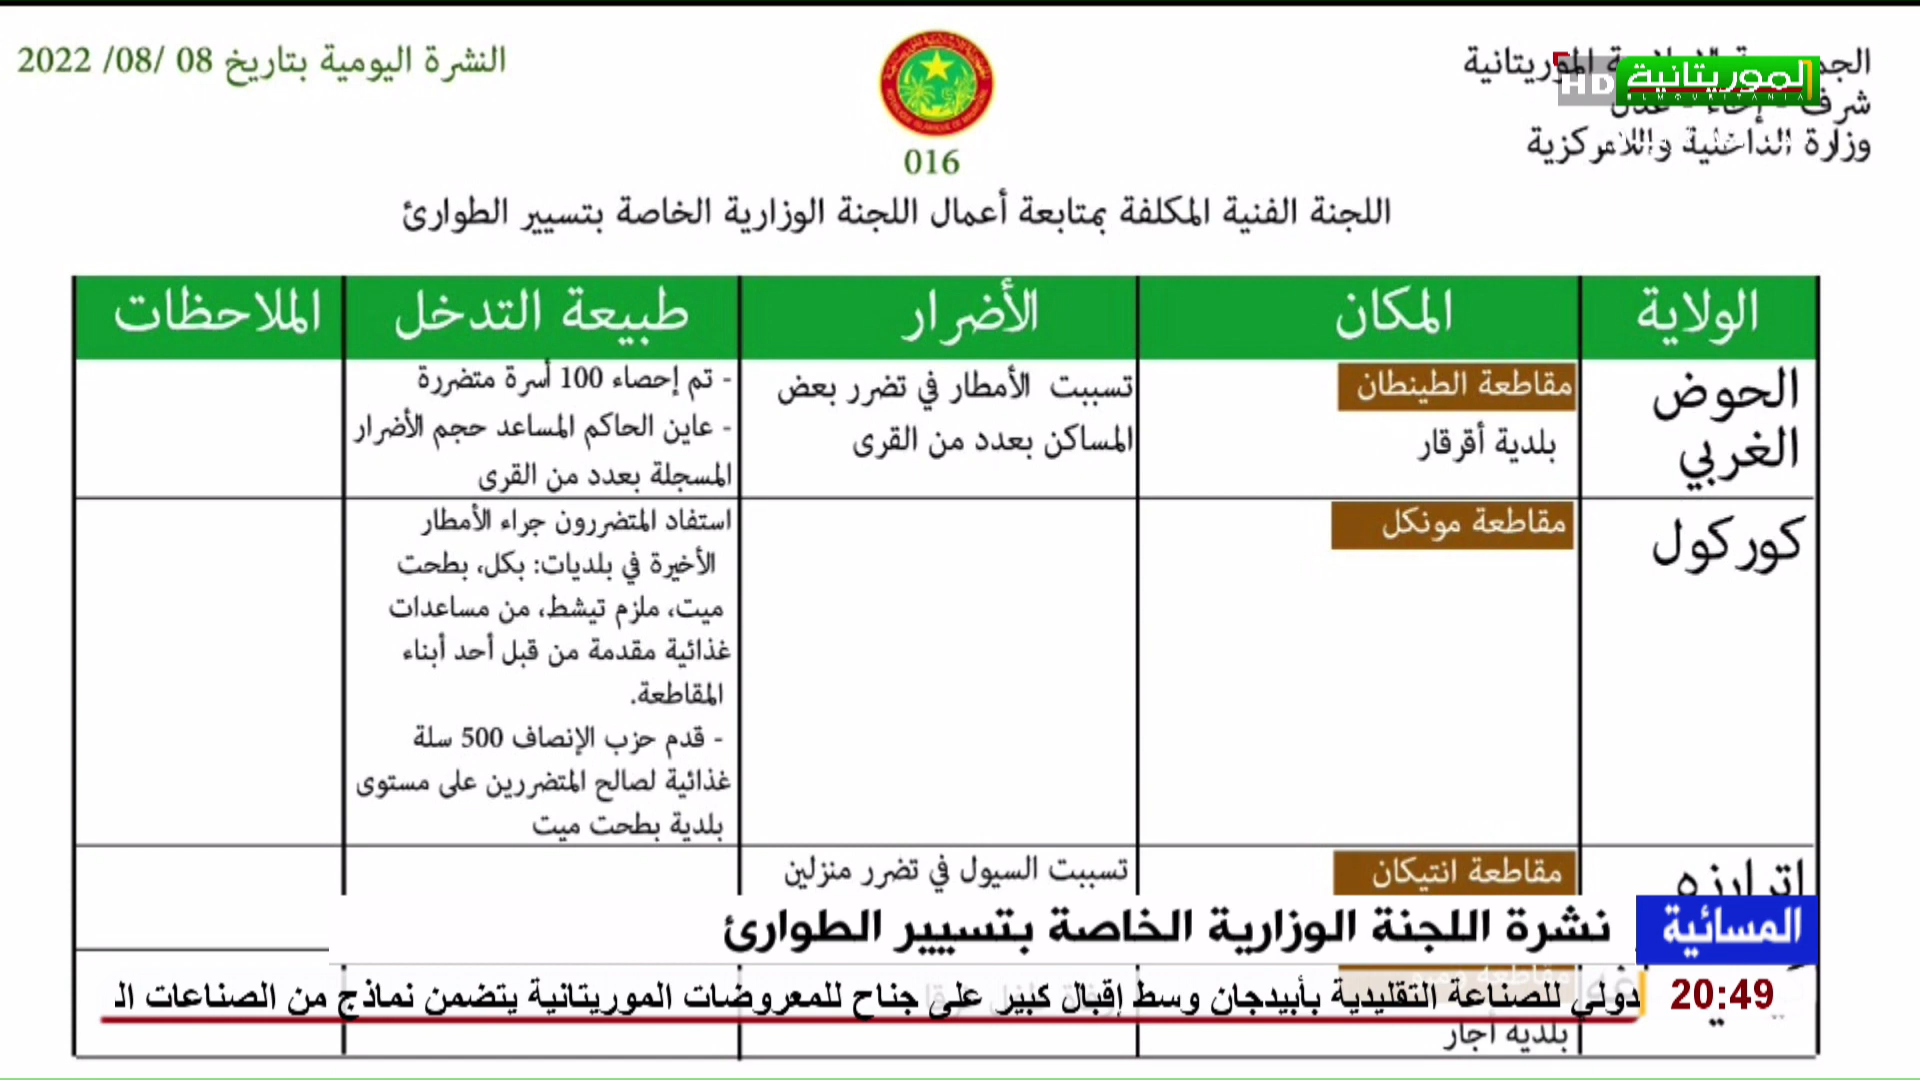 الموريتانية
HD
ALMOURITANIA
الموريتانية
شرف
وزارة الداخلية واللامركزية
النشرة اليومية بتاريخ 08 /08/ 2022
016
اللجنة الفنية المكلفة بمتابعة أعمال اللجنة الوزارية الخاصة بتسيير الطوارئ
الولاية المكان الأضرار طبيعة التدخل الملاحظات
الحوض
الغربي
مقاطعة الطينطان
بلدية أقرقار
تسببت الأمطار في تضرر بعض
المساكن بعدد من القرى
- تم إحصاء 100 أسرة متضررة
- عاين الحاكم المساعد حجم الأضرار
المسجلة بعدد من القرى
كوركول
مقاطعة مونكل
استفاد المتضررون جراء الأمطار
الأخيرة في بلديات: بكل، بطحت
ميت، ملزم تيشط، من مساعدات
غذائية مقدمة من قبل أحد أبناء
المقاطعة.
- قدم حزب الإنصاف 500 سلة
غذائية لصالح المتضررين على مستوى
بلدية بطحت ميت
اترارزه
مقاطعة انتيكان
تسببت السيول في تضرر منزلين
المسائية
نشرة اللجنة الوزارية الخاصة بتسيير الطوارئ
20:49
دولي للصناعة التقليدية بأبيدجان وسط إقبال كبير على جناح للمعروضات الموريتانية يتضمن نماذج من الصناعات الـ
بلدية أجار